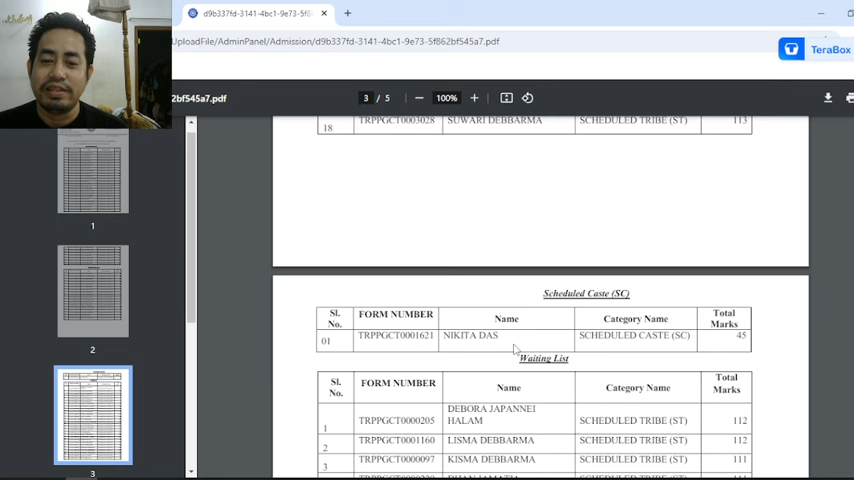 d9b337fd-3141-4bc1-9e73-5f8
UploadFile/AdminPanel/Admission/d9b337fd-3141-4bc1-9e73-5f862bf545a7.pdf
TeraBox
2bf545a7.pdf
3 / 5
100%
18 TRPPGCT0003028 SUWARI DEBBARMA SCHEDULED TRIBE (ST) 113
1
2
3
Scheduled Caste (SC)
Sl. No. FORM NUMBER Name Category Name Total Marks
01 TRPPGCT0001621 NIKITA DAS SCHEDULED CASTE (SC) 45
Waiting List
Sl. No. FORM NUMBER Name Category Name Total Marks
1 TRPPGCT0000205 DEBORA JAPANNEI HALAM SCHEDULED TRIBE (ST) 112
2 TRPPGCT0001160 LISMA DEBBARMA SCHEDULED TRIBE (ST) 112
3 TRPPGCT0000097 KISMA DEBBARMA SCHEDULED TRIBE (ST) 111